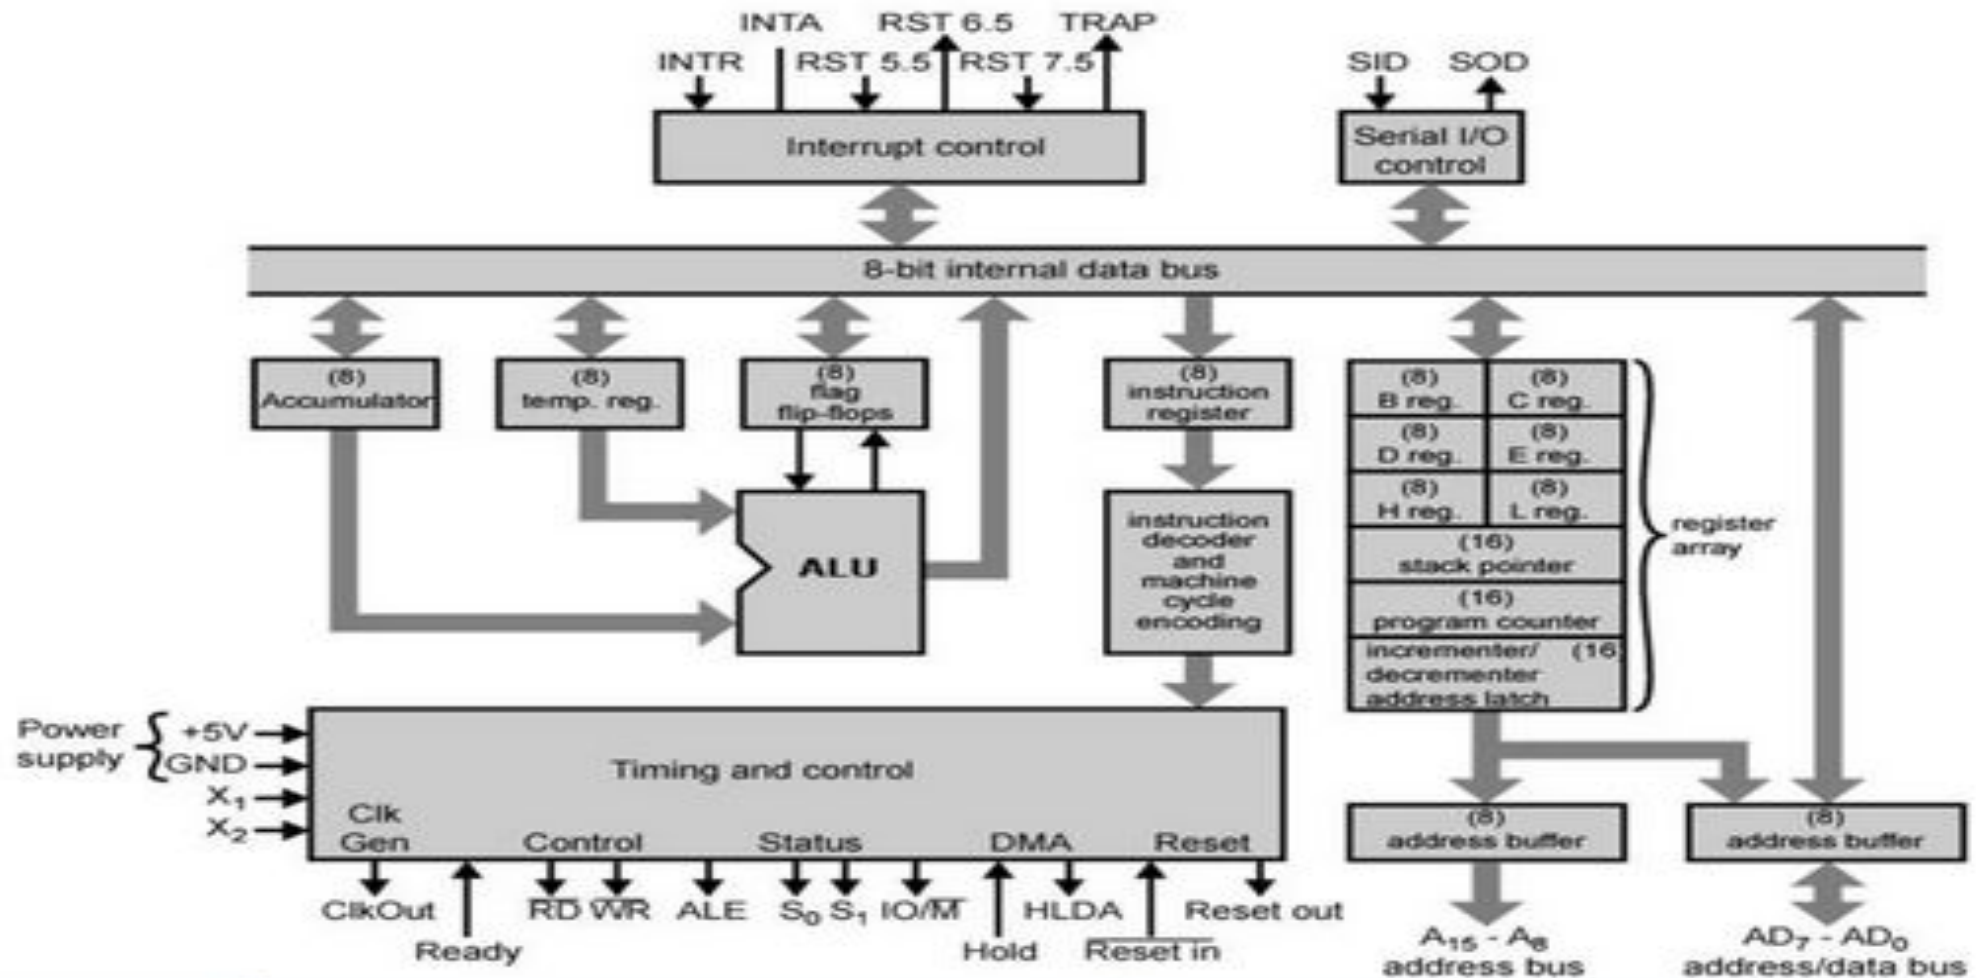 INTA RST 6.5 TRAP
INTR RST 5.5 RST 7.5
SID SOD
Interrupt control
Serial I/O
control
8-bit internal data bus
(8)
Accumulator
(8)
temp. reg.
(8)
flag
flip-flops
(8)
instruction
register
(8)
B reg.
(8)
C reg.
(8)
D reg.
(8)
E reg.
(8)
H reg.
(8)
L reg.
(16)
stack pointer
(16)
program counter
incrementer/ (16
decrementer
address latch
register
array
ALU
instruction
decoder
and
machine
cycle
encoding
Power
supply
+5V
GND
X₁
X₂
Timing and control
Clk
Gen
Control
Status
DMA
Reset
ClkOut
Ready
R̅D̅ W̅R̅
ALE
S₀ S₁ IO/M̅
Hold
HLDA
R̅e̅s̅e̅t̅ ̅i̅n̅
Reset out
(8)
address buffer
(8)
address buffer
A₁₅ - A₈
address bus
AD₇ - AD₀
address/data bus